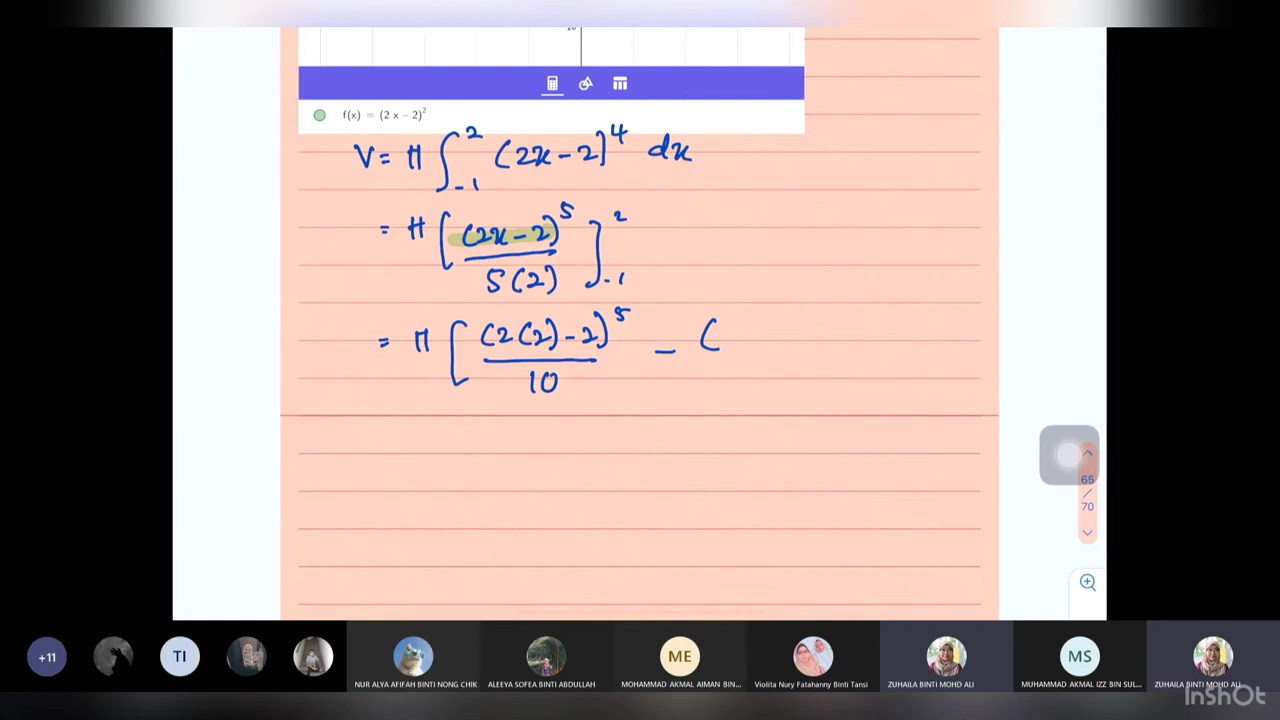 20
f(x) = (2 x − 2)²
V = π ∫₋₁² (2x − 2)⁴ dx
= π [ (2x − 2)⁵ / 5(2) ]₋₁²
= π [ (2(2) − 2)⁵ / 10 − (
65
/
70
+11
TI
ME
MS
NUR ALYA AFIFAH BINTI NONG CHIK
ALEEYA SOFEA BINTI ABDULLAH
MOHAMMAD AKMAL AIMAN BIN...
Violita Nury Fatahanny Binti Tansi
ZUHAILA BINTI MOHD ALI
MUHAMMAD AKMAL IZZ BIN SUL...
ZUHAILA BINTI MOHD ALI
InShOt